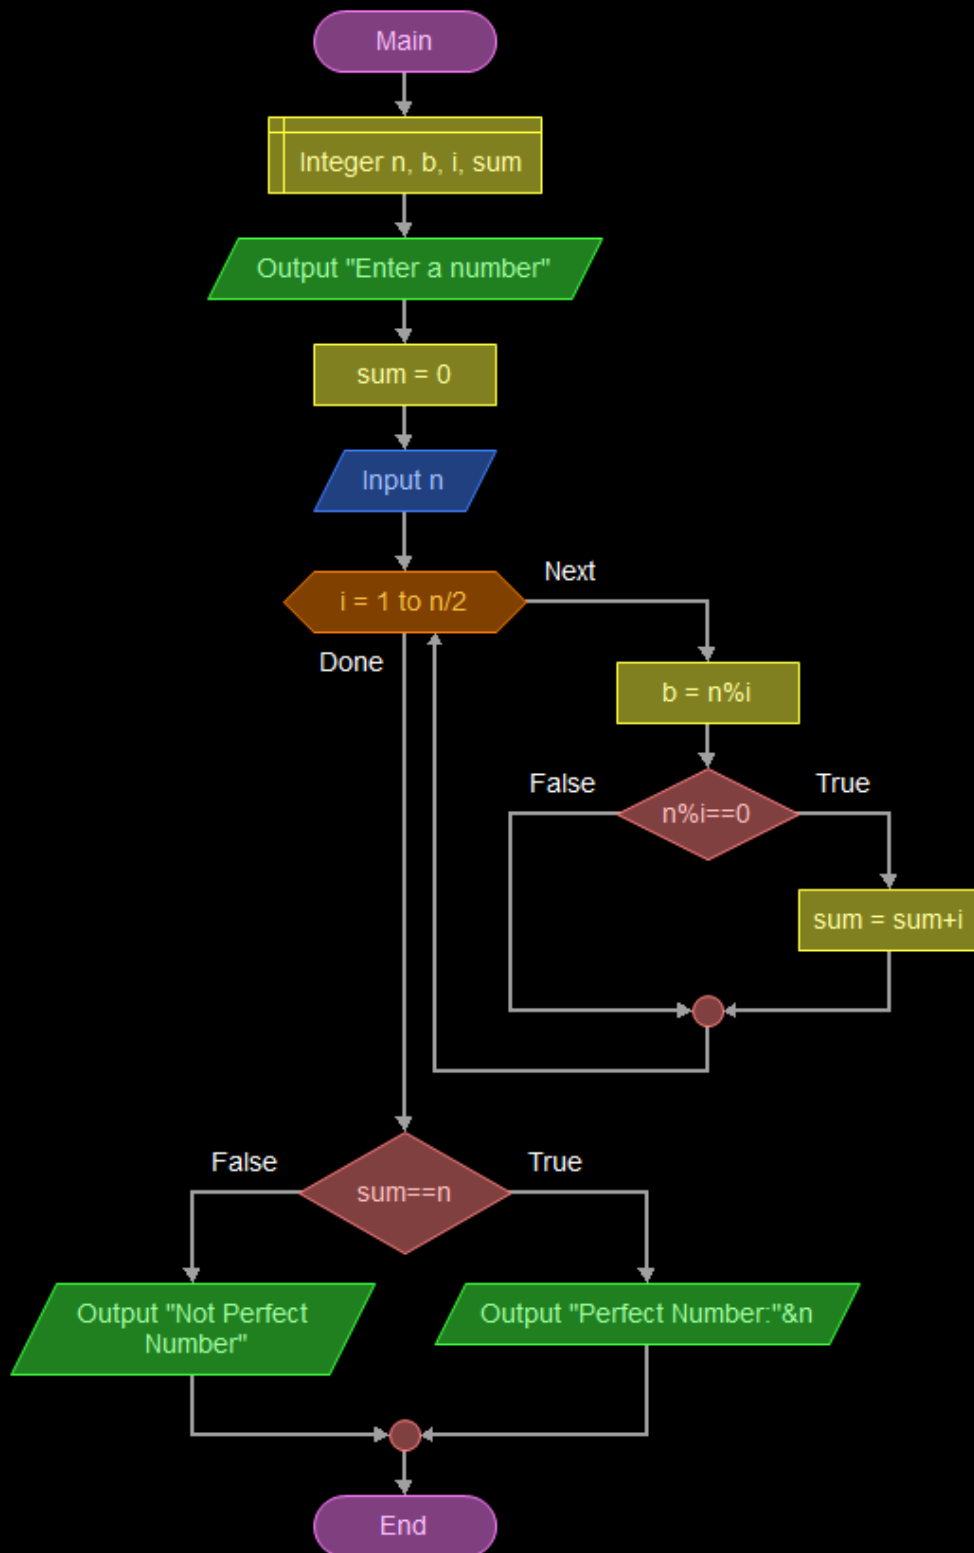 Main
Integer n, b, i, sum
Output "Enter a number"
sum = 0
Input n
i = 1 to n/2
Next
Done
b = n%i
False
True
n%i==0
sum = sum+i
False
True
sum==n
Output "Not Perfect
Number"
Output "Perfect Number:"&n
End